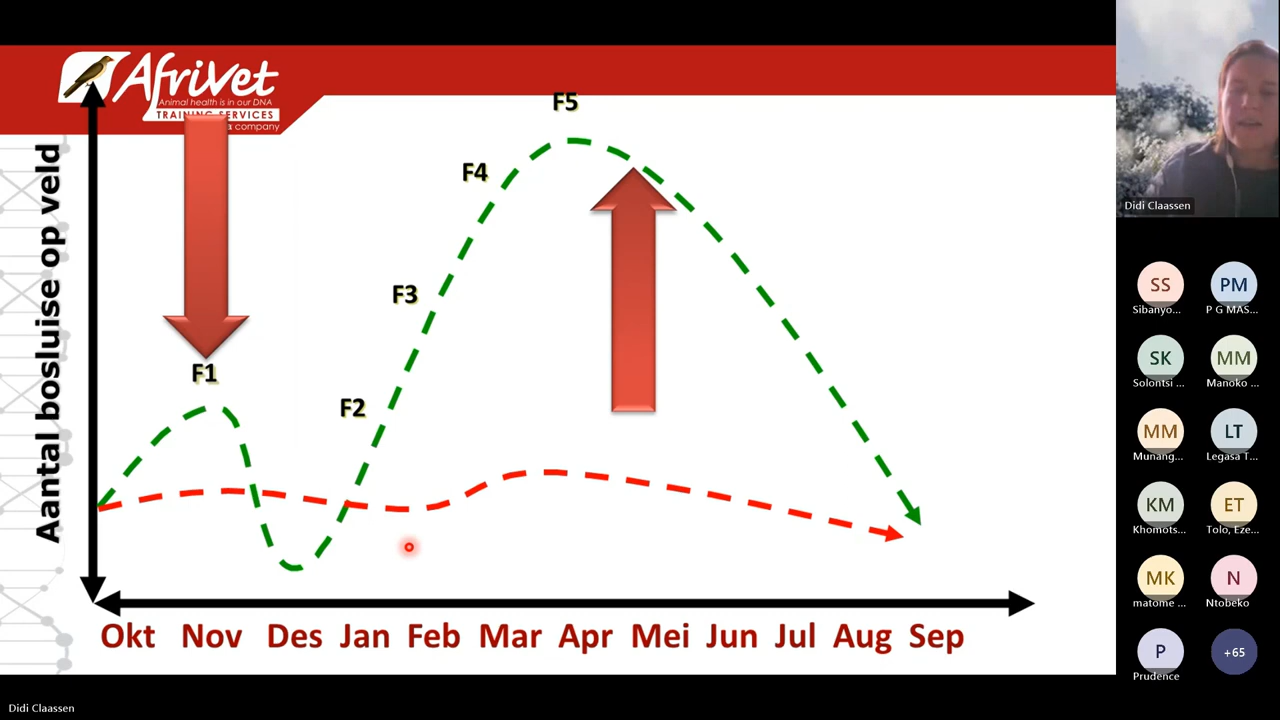 AfriVet
Animal health is in our DNA
TRAINING SERVICES
company
Aantal bosluise op veld
F1
F2
F3
F4
F5
Okt Nov Des Jan Feb Mar Apr Mei Jun Jul Aug Sep
Didi Claassen
SS
Sibanyo...
PM
P G MAS...
SK
Solontsi ...
MM
Manoko ...
MM
Munang...
LT
Legasa T...
KM
Khomots...
ET
Tolo, Eze...
MK
matome ...
N
Ntobeko
P
Prudence
+65
Didi Claassen